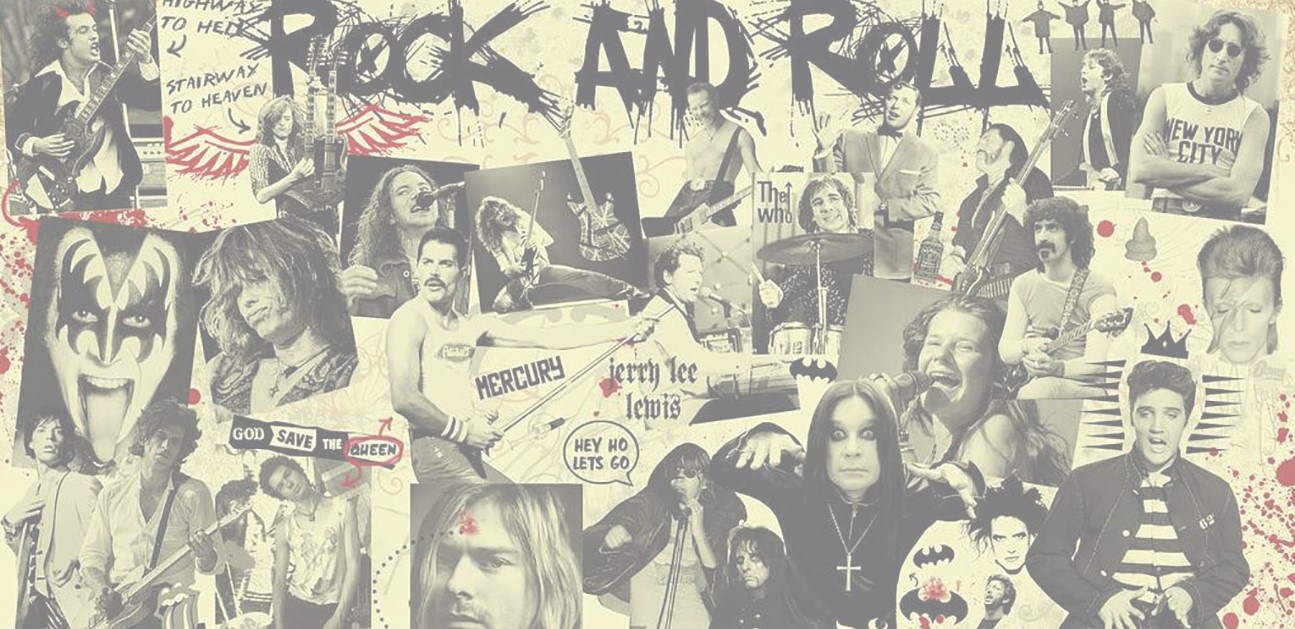 HIGHWAY
TO HELL
ROCK AND ROLL
STAIRWAY
TO HEAVEN
NEW YORK
CITY
The
who
MERCURY
jerry lee
lewis
GOD SAVE THE QUEEN
HEY HO
LETS GO
62